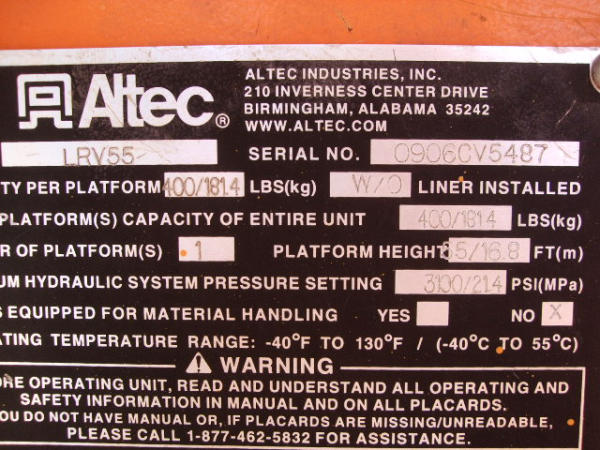 Altec®
ALTEC INDUSTRIES, INC.
210 INVERNESS CENTER DRIVE
BIRMINGHAM, ALABAMA 35242
WWW.ALTEC.COM
LRV55 SERIAL NO. 0906CV5487
TY PER PLATFORM 400/181.4 LBS(kg) W/O LINER INSTALLED
PLATFORM(S) CAPACITY OF ENTIRE UNIT 400/181.4 LBS(kg)
ER OF PLATFORM(S) 1 PLATFORM HEIGHT 55/16.8 FT(m)
UM HYDRAULIC SYSTEM PRESSURE SETTING 3100/21.4 PSI(MPa)
S EQUIPPED FOR MATERIAL HANDLING YES NO X
ATING TEMPERATURE RANGE: -40°F TO 130°F / (-40°C TO 55°C)
WARNING
ORE OPERATING UNIT, READ AND UNDERSTAND ALL OPERATING AND
SAFETY INFORMATION IN MANUAL AND ON ALL PLACARDS.
OU DO NOT HAVE MANUAL OR, IF PLACARDS ARE MISSING/UNREADABLE,
PLEASE CALL 1-877-462-5832 FOR ASSISTANCE.